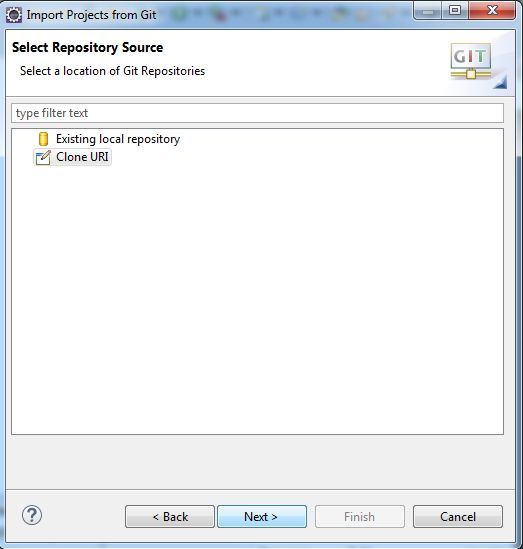 Import Projects from Git
Select Repository Source
Select a location of Git Repositories
GIT
type filter text
Existing local repository
Clone URI
?
< Back
Next >
Finish
Cancel